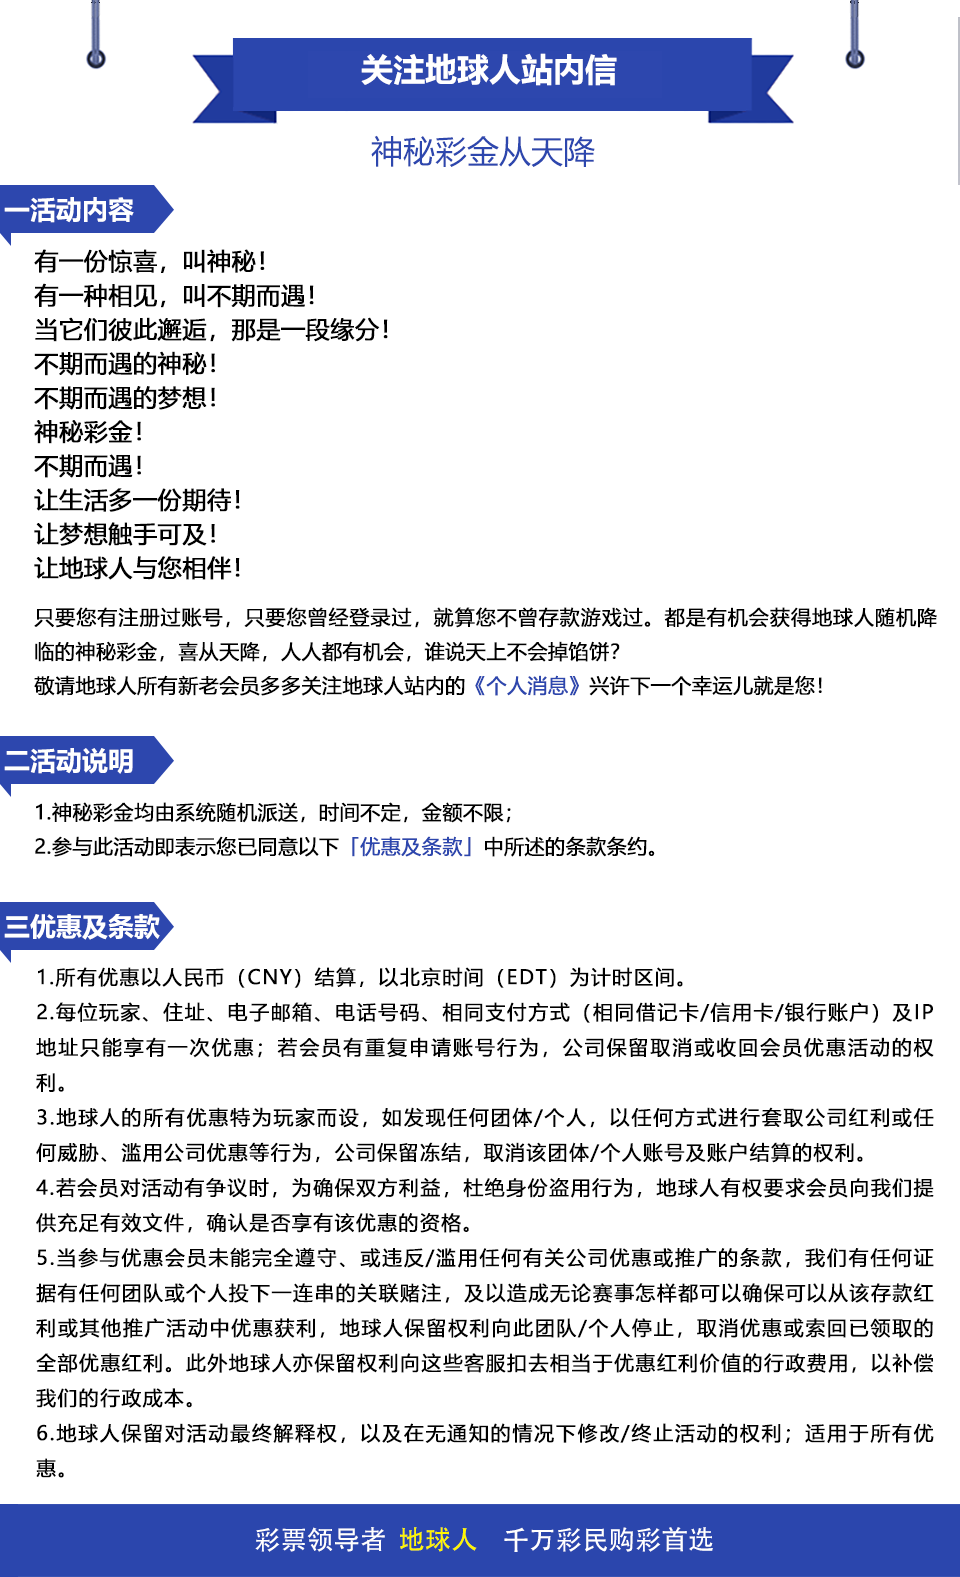 关注地球人站内信
神秘彩金从天降
一活动内容
有一份惊喜，叫神秘！
有一种相见，叫不期而遇！
当它们彼此邂逅，那是一段缘分！
不期而遇的神秘！
不期而遇的梦想！
神秘彩金！
不期而遇！
让生活多一份期待！
让梦想触手可及！
让地球人与您相伴！
只要您有注册过账号，只要您曾经登录过，就算您不曾存款游戏过。都是有机会获得地球人随机降
临的神秘彩金，喜从天降，人人都有机会，谁说天上不会掉馅饼？
敬请地球人所有新老会员多多关注地球人站内的《个人消息》兴许下一个幸运儿就是您！
二活动说明
1.神秘彩金均由系统随机派送，时间不定，金额不限；
2.参与此活动即表示您已同意以下「优惠及条款」中所述的条款条约。
三优惠及条款
1.所有优惠以人民币（CNY）结算，以北京时间（EDT）为计时区间。
2.每位玩家、住址、电子邮箱、电话号码、相同支付方式（相同借记卡/信用卡/银行账户）及IP
地址只能享有一次优惠；若会员有重复申请账号行为，公司保留取消或收回会员优惠活动的权
利。
3.地球人的所有优惠特为玩家而设，如发现任何团体/个人，以任何方式进行套取公司红利或任
何威胁、滥用公司优惠等行为，公司保留冻结，取消该团体/个人账号及账户结算的权利。
4.若会员对活动有争议时，为确保双方利益，杜绝身份盗用行为，地球人有权要求会员向我们提
供充足有效文件，确认是否享有该优惠的资格。
5.当参与优惠会员未能完全遵守、或违反/滥用任何有关公司优惠或推广的条款，我们有任何证
据有任何团队或个人投下一连串的关联赌注，及以造成无论赛事怎样都可以确保可以从该存款红
利或其他推广活动中优惠获利，地球人保留权利向此团队/个人停止，取消优惠或索回已领取的
全部优惠红利。此外地球人亦保留权利向这些客服扣去相当于优惠红利价值的行政费用，以补偿
我们的行政成本。
6.地球人保留对活动最终解释权，以及在无通知的情况下修改/终止活动的权利；适用于所有优
惠。
彩票领导者 地球人 千万彩民购彩首选